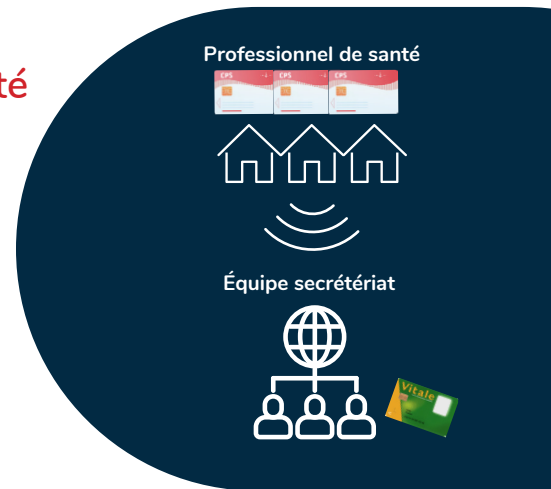 Professionnel de santé
té
CPS CPS CPS
Équipe secrétériat
Vitale